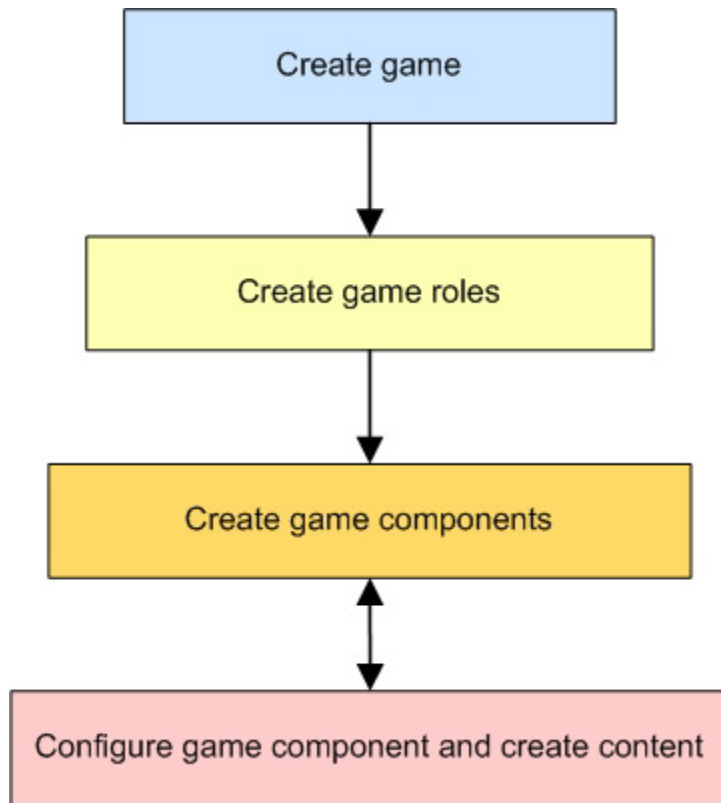 Create game
Create game roles
Create game components
Configure game component and create content